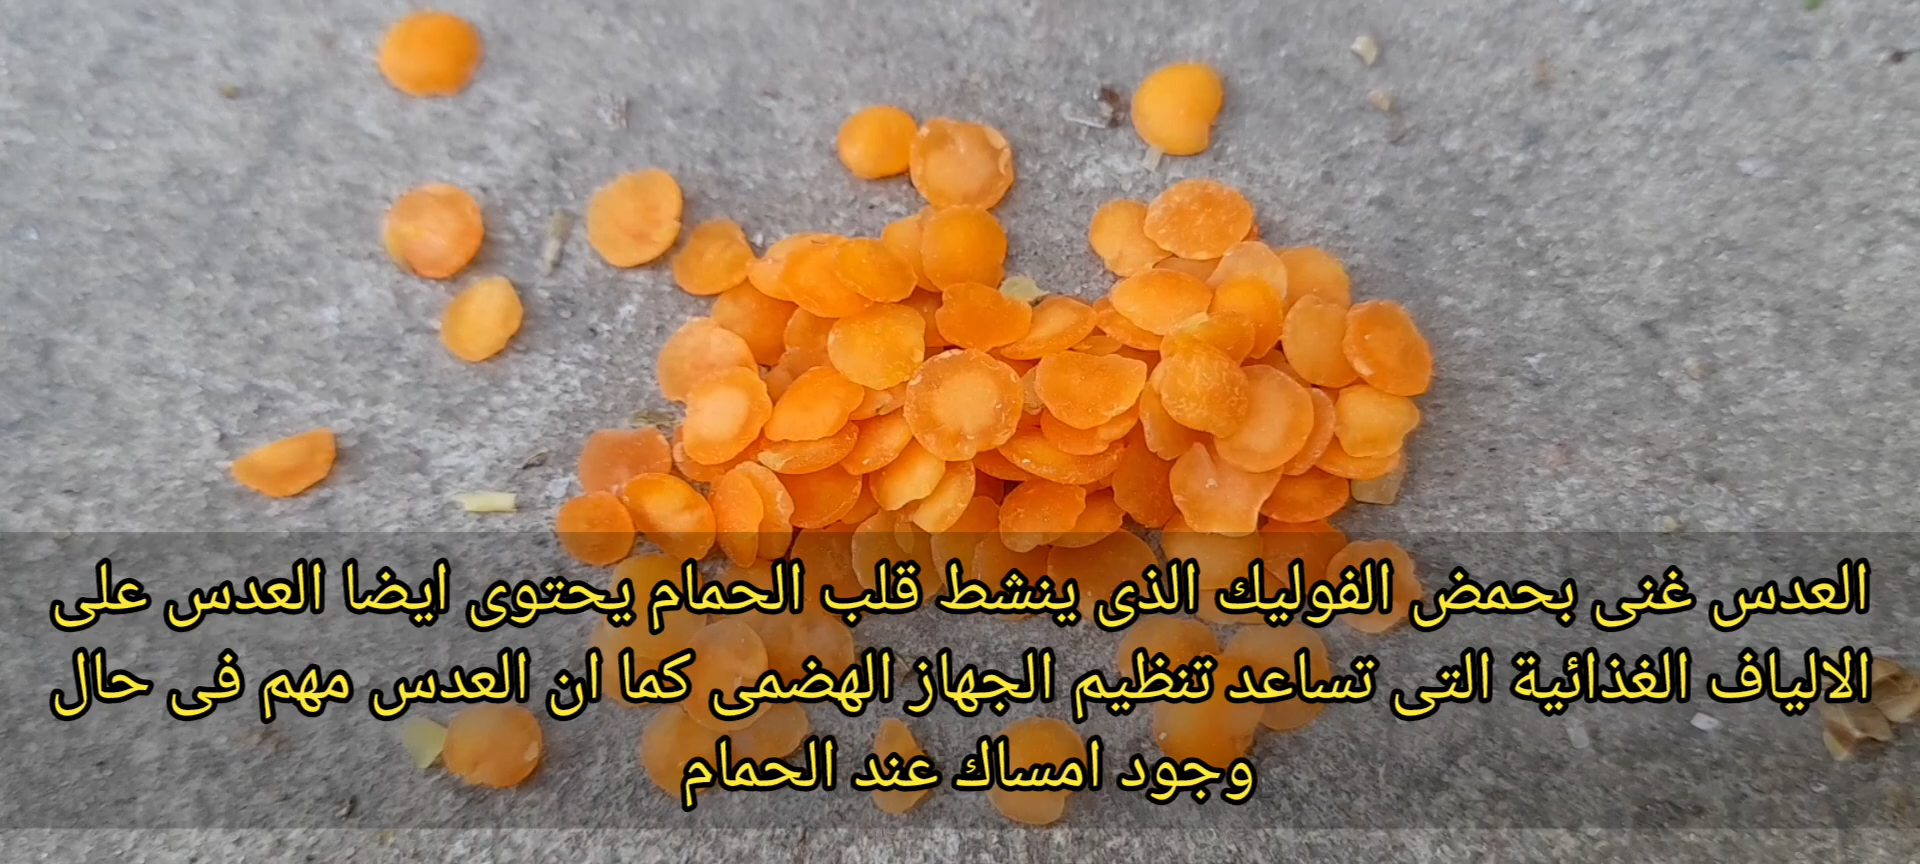 العدس غنى بحمض الفوليك الذى ينشط قلب الحمام يحتوى ايضا العدس على
الالياف الغذائية التى تساعد تنظيم الجهاز الهضمى كما ان العدس مهم فى حال
وجود امساك عند الحمام